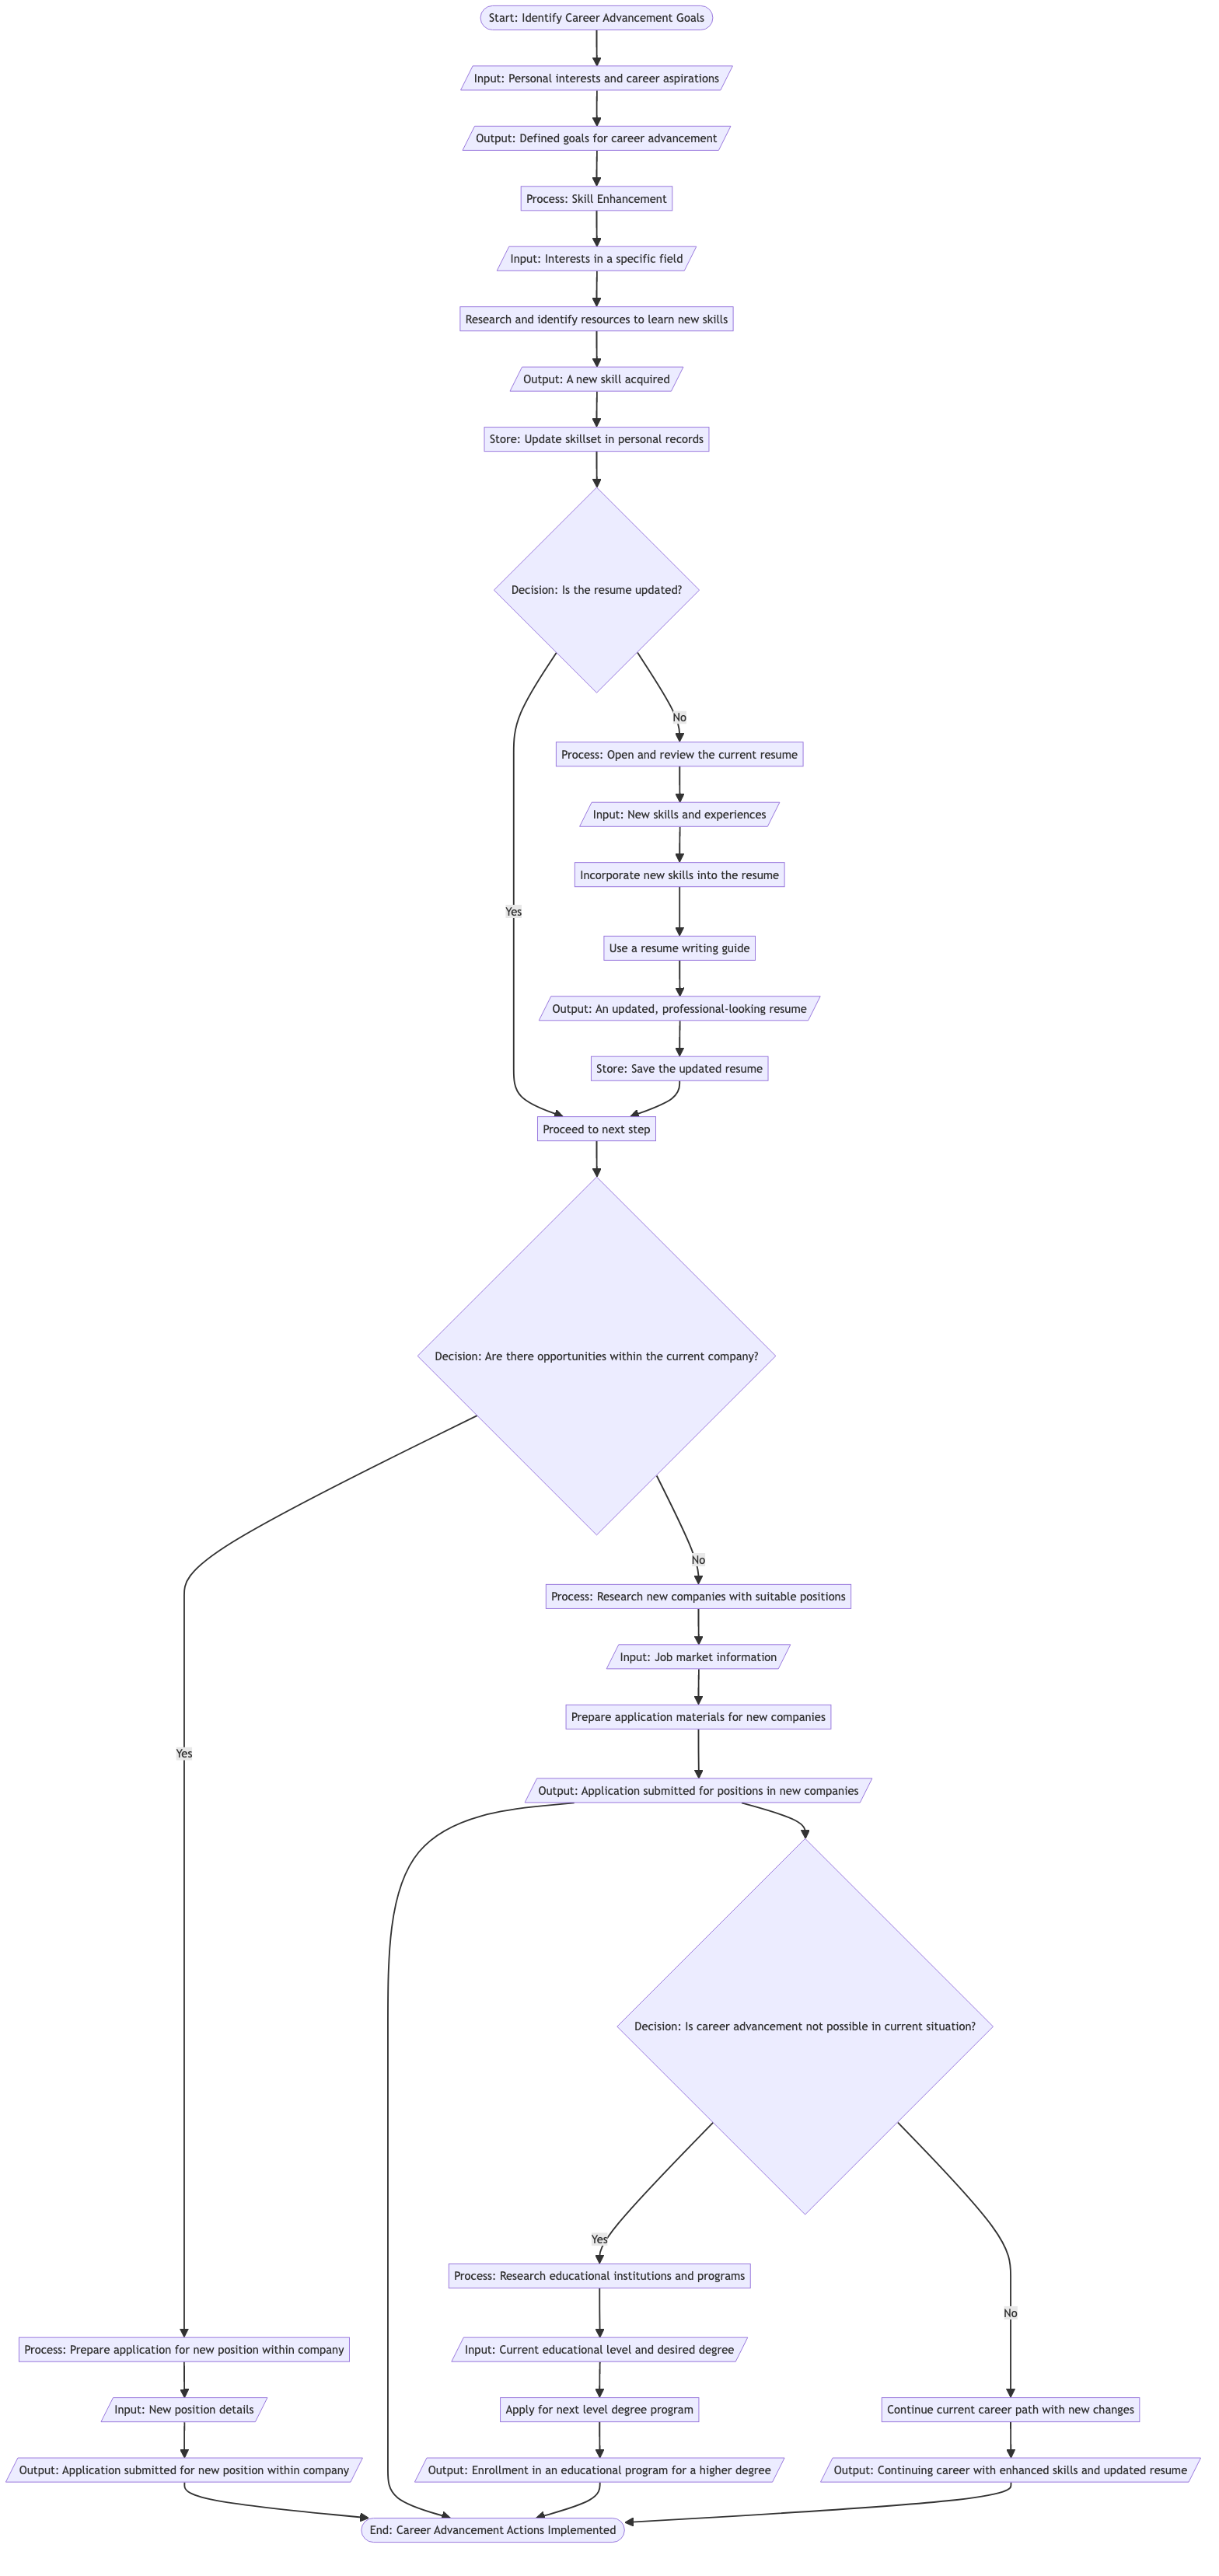 Start: Identify Career Advancement Goals
Input: Personal interests and career aspirations
Output: Defined goals for career advancement
Process: Skill Enhancement
Input: Interests in a specific field
Research and identify resources to learn new skills
Output: A new skill acquired
Store: Update skillset in personal records
Decision: Is the resume updated?
No
Process: Open and review the current resume
Input: New skills and experiences
Incorporate new skills into the resume
Yes
Use a resume writing guide
Output: An updated, professional-looking resume
Store: Save the updated resume
Proceed to next step
Decision: Are there opportunities within the current company?
No
Process: Research new companies with suitable positions
Input: Job market information
Prepare application materials for new companies
Yes
Output: Application submitted for positions in new companies
Decision: Is career advancement not possible in current situation?
Yes
Process: Research educational institutions and programs
No
Process: Prepare application for new position within company
Input: Current educational level and desired degree
Input: New position details
Apply for next level degree program
Continue current career path with new changes
Output: Application submitted for new position within company
Output: Enrollment in an educational program for a higher degree
Output: Continuing career with enhanced skills and updated resume
End: Career Advancement Actions Implemented